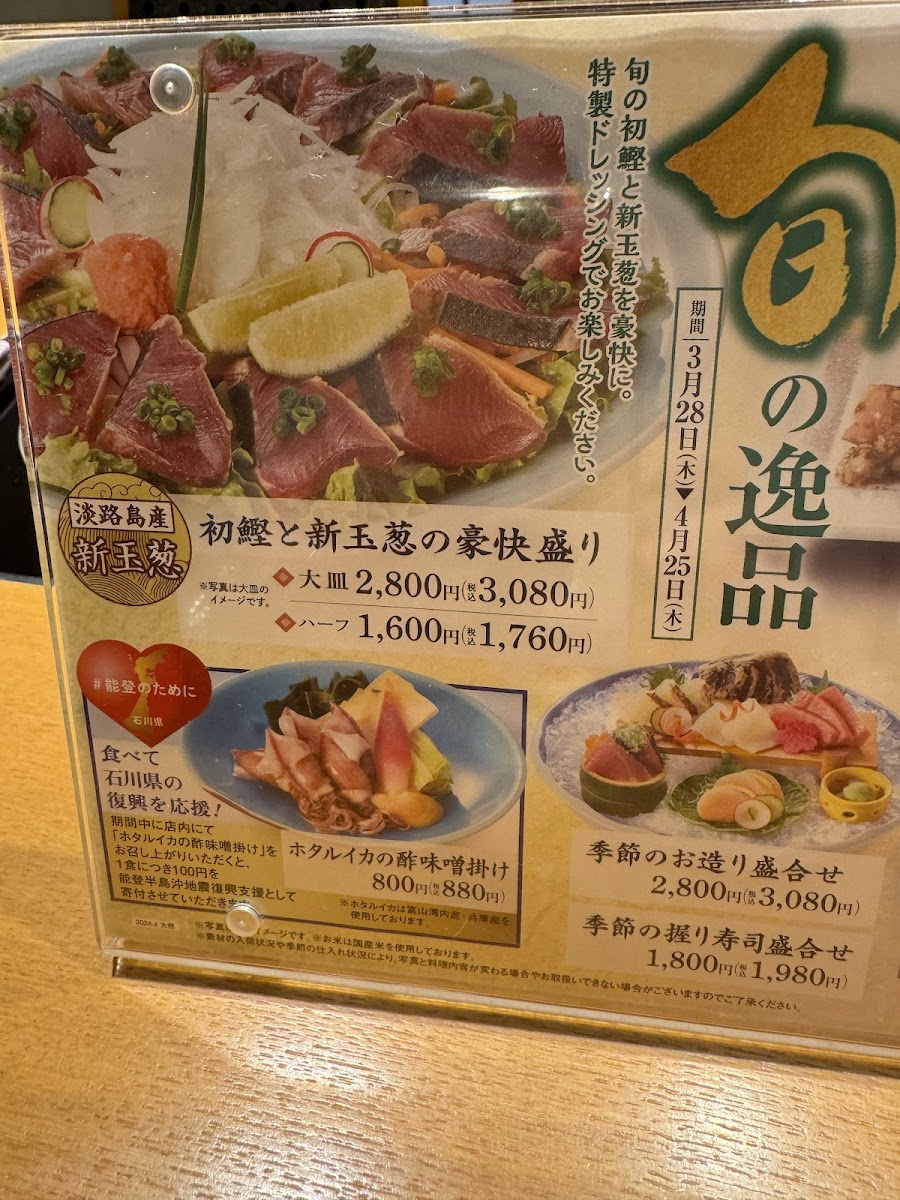 旬の逸品
期間 3月28日(木)▶4月25日(木)
旬の初鰹と新玉葱を豪快に。
特製ドレッシングでお楽しみください。
淡路島産
新玉葱
初鰹と新玉葱の豪快盛り
※写真は大皿の
イメージです。
大皿 2,800円(税込3,080円)
ハーフ 1,600円(税込1,760円)
#能登のために
石川県
食べて
石川県の
復興を応援!
期間中に店内にて
「ホタルイカの酢味噌掛け」を
お召し上がりいただくと、
1食につき100円を
能登半島沖地震復興支援として
寄付させていただきます
ホタルイカの酢味噌掛け
800円(税込880円)
※ホタルイカは富山湾内産・兵庫産を
使用しております。
季節のお造り盛合せ
2,800円(税込3,080円)
季節の握り寿司盛合せ
1,800円(税込1,980円)
2024.4 大皿
※写真はイメージです。※お米は国産米を使用しております。
※素材の入荷状況や季節の仕入れ状況により、写真と料理内容が変わる場合やお取扱いできない場合がございますのでご了承ください。